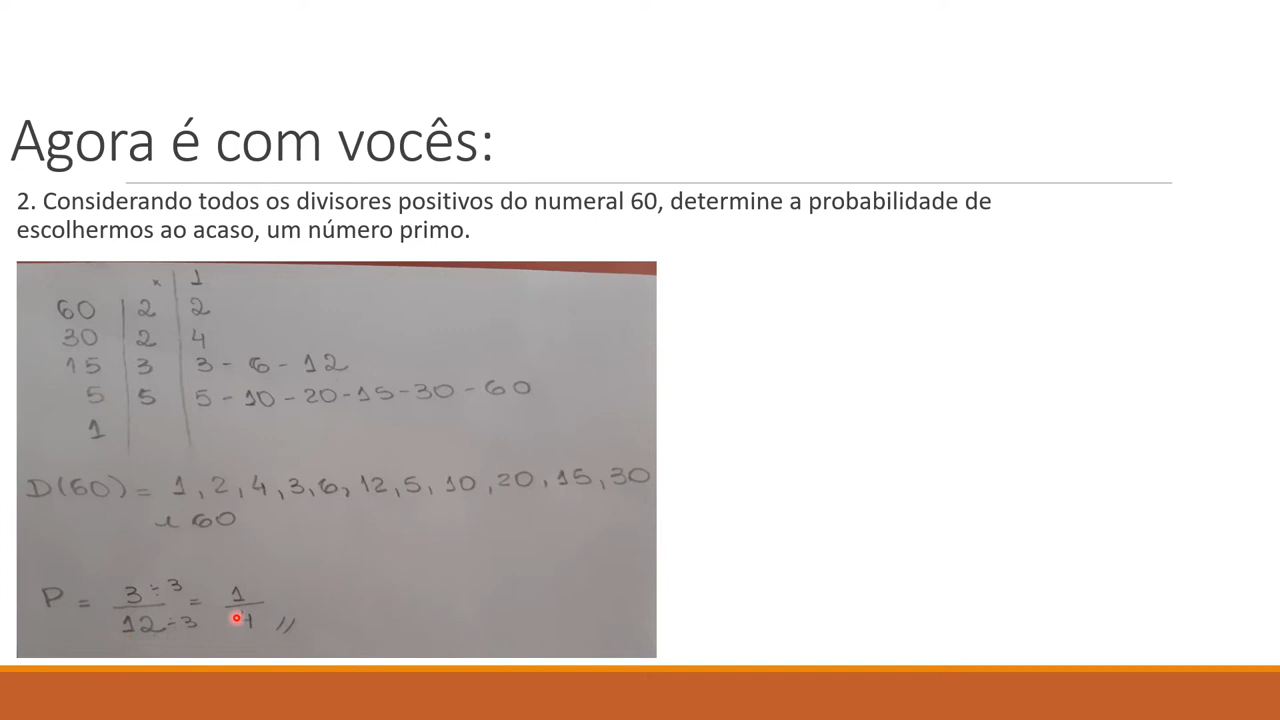 Agora é com vocês:
2. Considerando todos os divisores positivos do numeral 60, determine a probabilidade de
escolhermos ao acaso, um número primo.
x | 1
60 | 2 | 2
30 | 2 | 4
15 | 3 | 3 - 6 - 12
5 | 5 | 5 - 10 - 20 - 15 - 30 - 60
1
D(60) = 1, 2, 4, 3, 6, 12, 5, 10, 20, 15, 30
e 60
P = 3÷3/12÷3 = 1/4 //